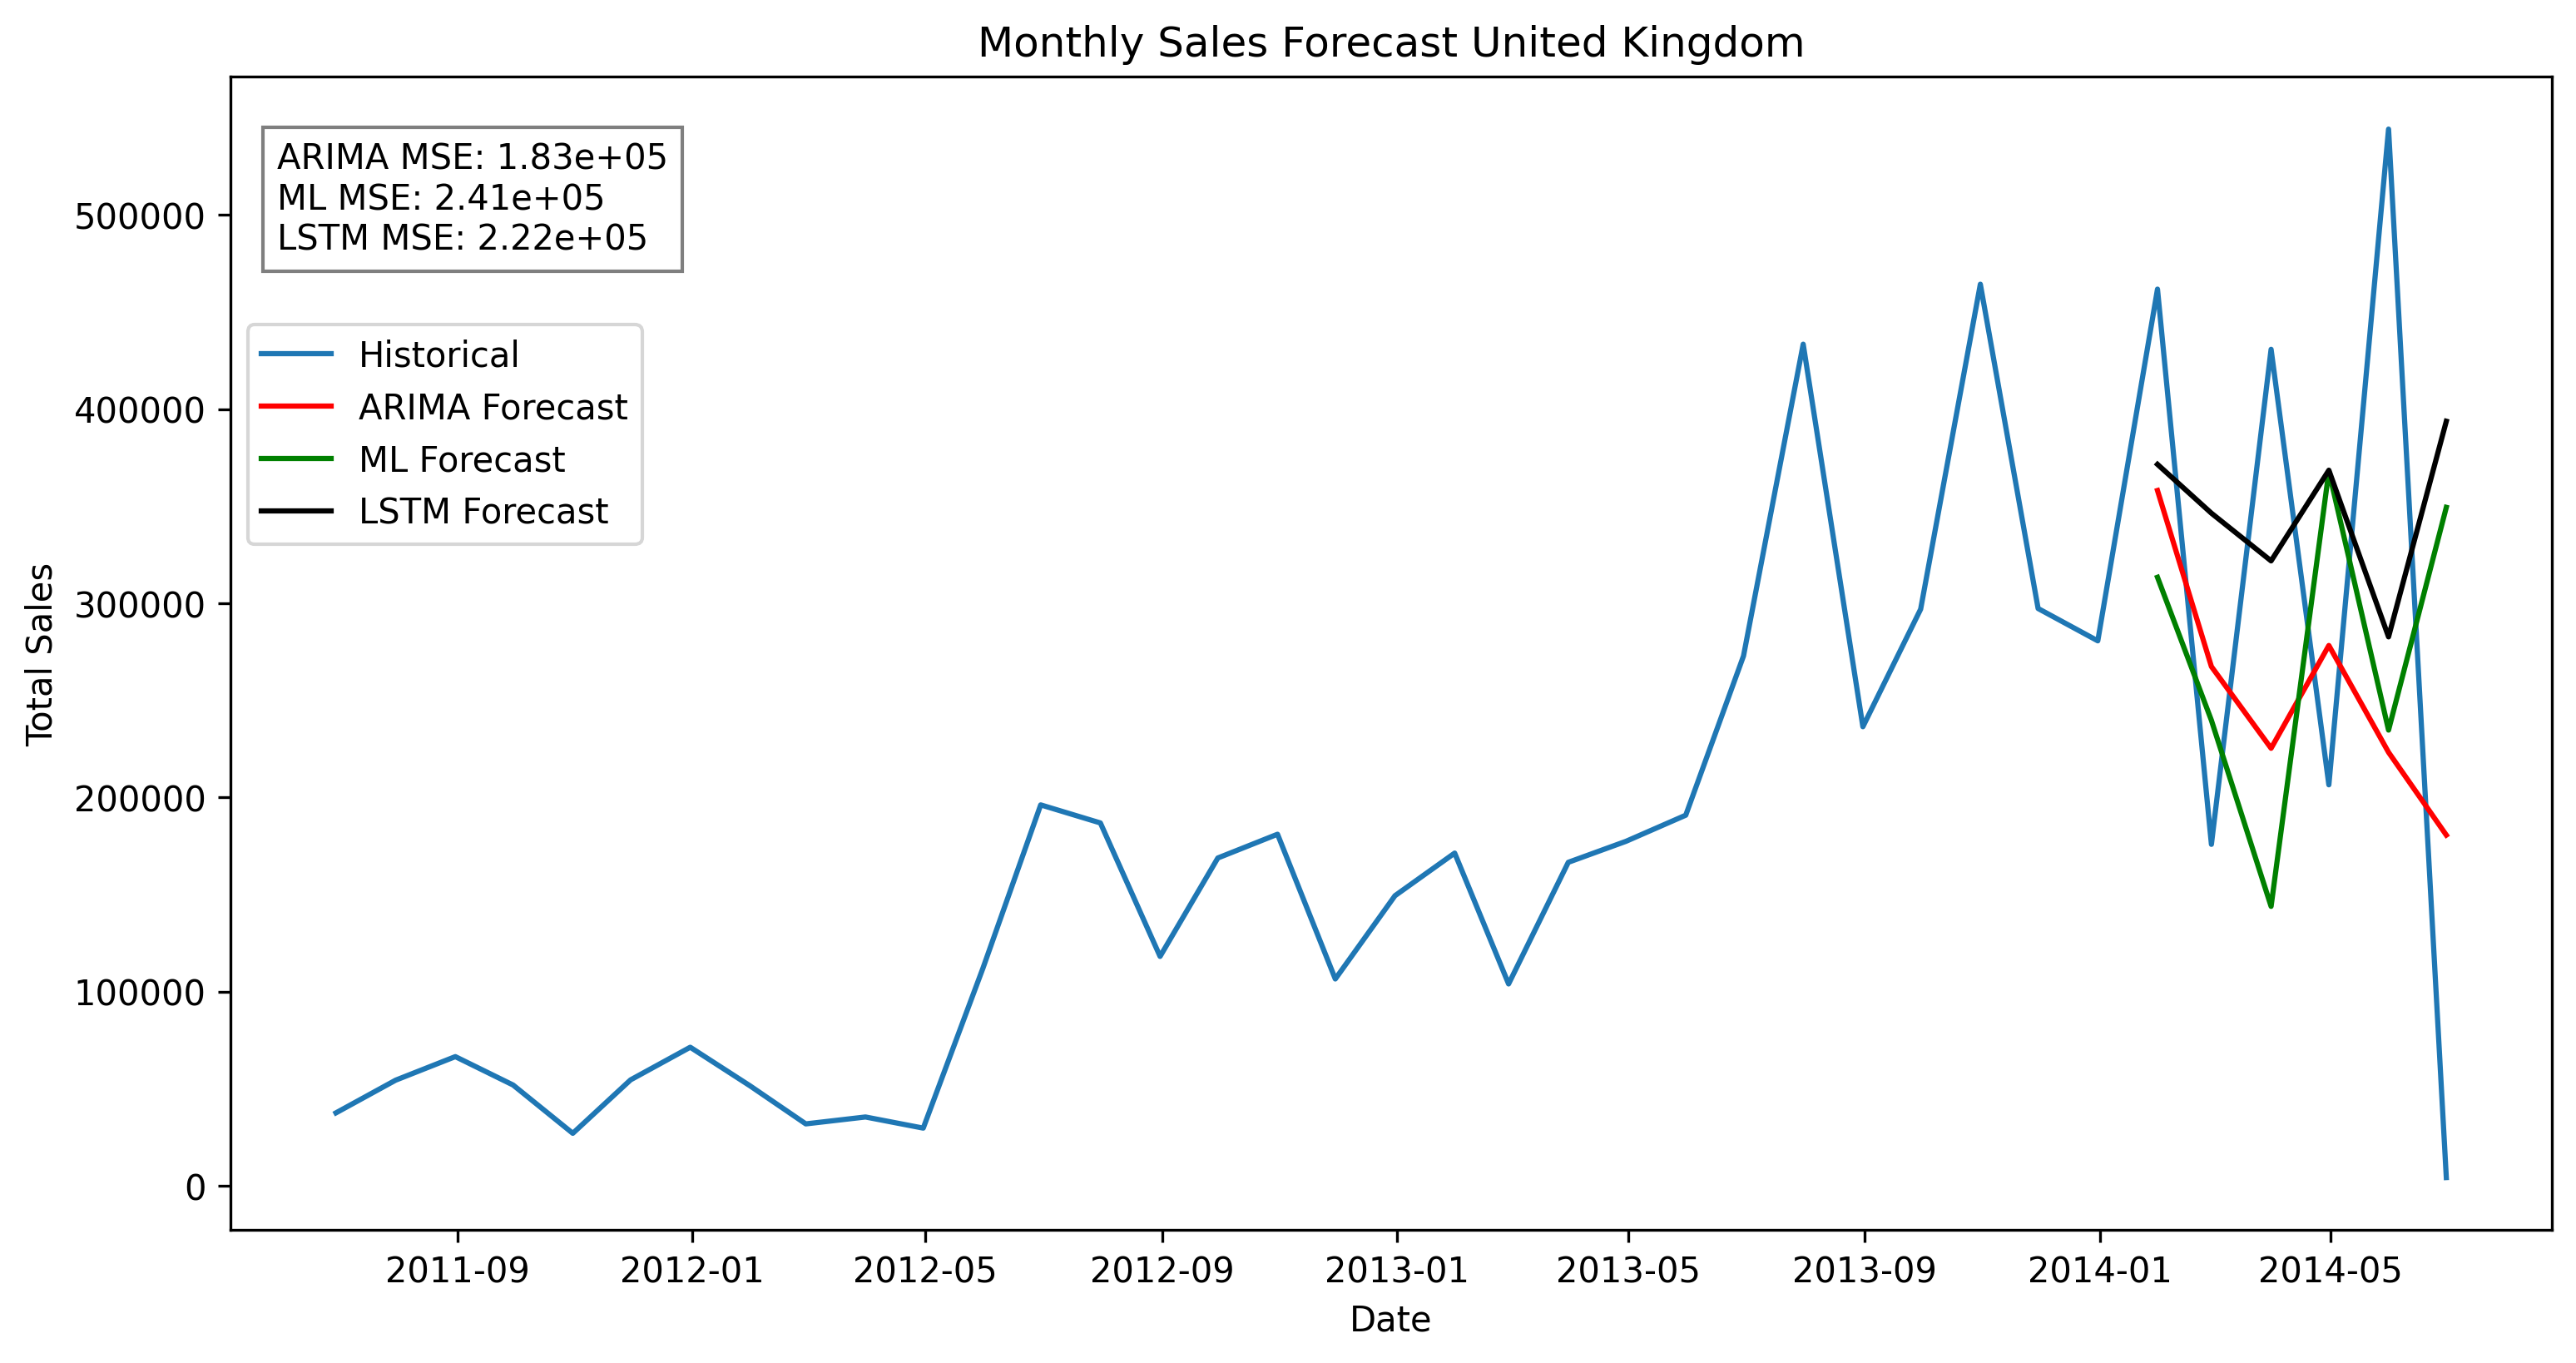 Monthly Sales Forecast United Kingdom
ARIMA MSE: 1.83e+05
ML MSE: 2.41e+05
LSTM MSE: 2.22e+05
Historical
ARIMA Forecast
ML Forecast
LSTM Forecast
Total Sales
500000
400000
300000
200000
100000
0
2011-09 2012-01 2012-05 2012-09 2013-01 2013-05 2013-09 2014-01 2014-05
Date